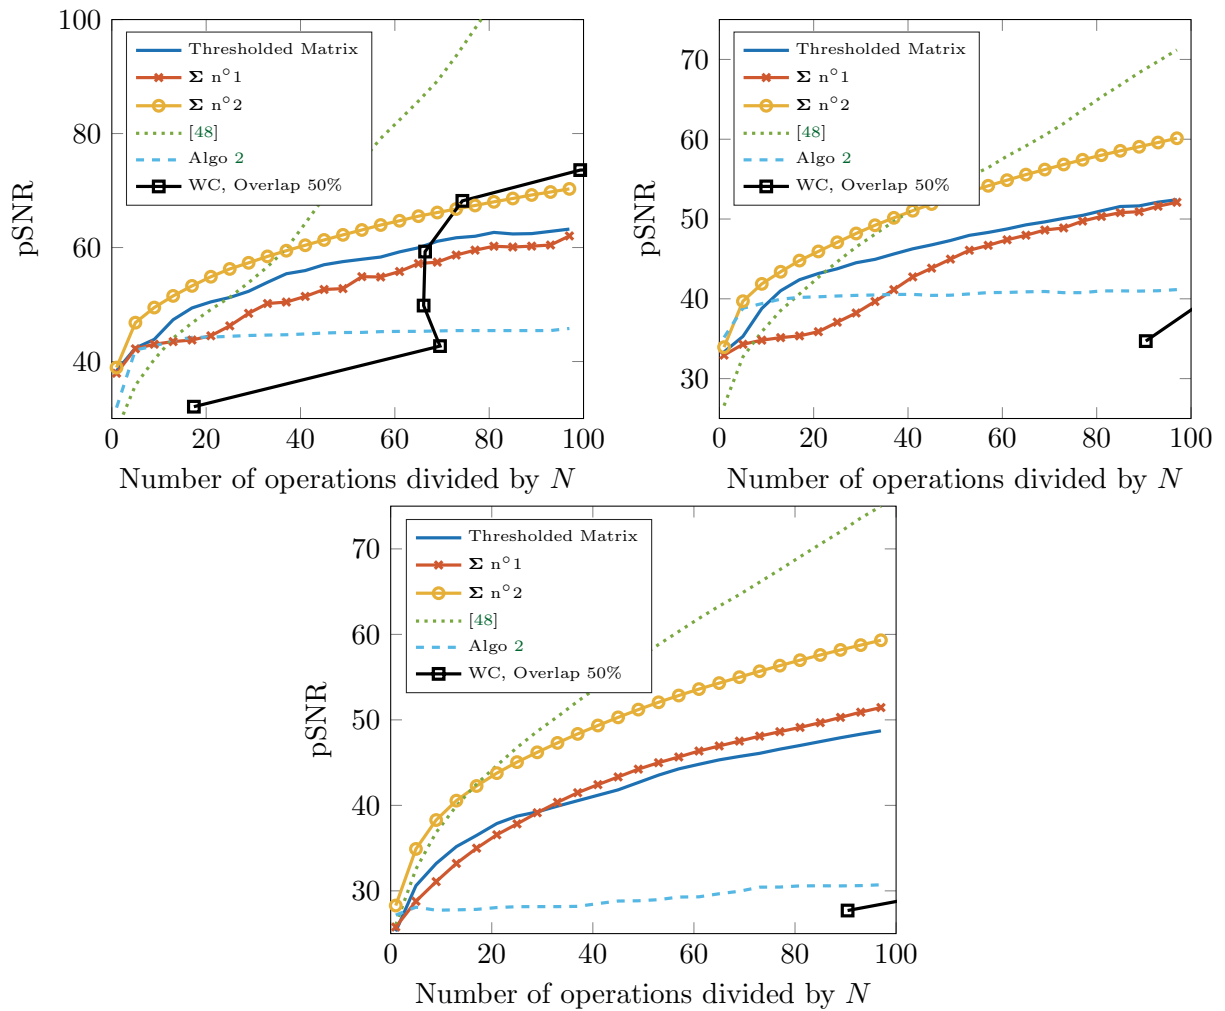 100
80
60
40
pSNR
Thresholded Matrix
Σ n°1
Σ n°2
[48]
Algo 2
WC, Overlap 50%
0 20 40 60 80 100
Number of operations divided by N
70
60
50
40
30
pSNR
Thresholded Matrix
Σ n°1
Σ n°2
[48]
Algo 2
WC, Overlap 50%
0 20 40 60 80 100
Number of operations divided by N
70
60
50
40
30
pSNR
Thresholded Matrix
Σ n°1
Σ n°2
[48]
Algo 2
WC, Overlap 50%
0 20 40 60 80 100
Number of operations divided by N